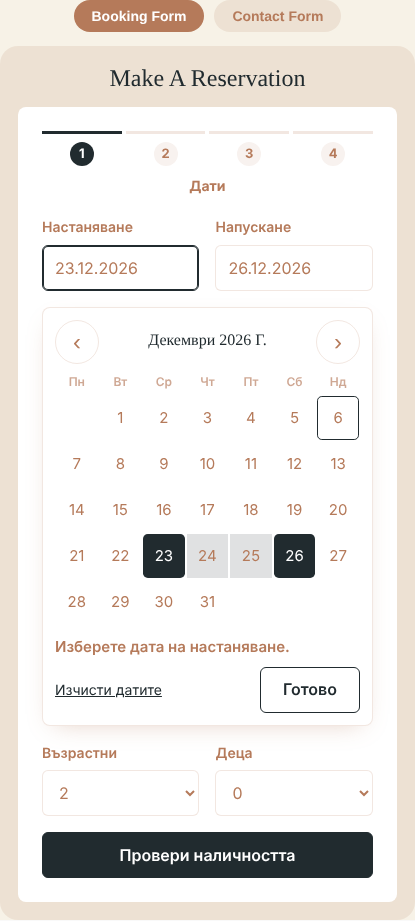 Booking Form Contact Form
Make A Reservation
1 2 3 4
Дати
Настаняване Напускане
23.12.2026 26.12.2026
‹ Декември 2026 Г. ›
Пн Вт Ср Чт Пт Сб Нд
1 2 3 4 5 6
7 8 9 10 11 12 13
14 15 16 17 18 19 20
21 22 23 24 25 26 27
28 29 30 31
Изберете дата на настаняване.
Изчисти датите Готово
Възрастни Деца
2 0
Провери наличността